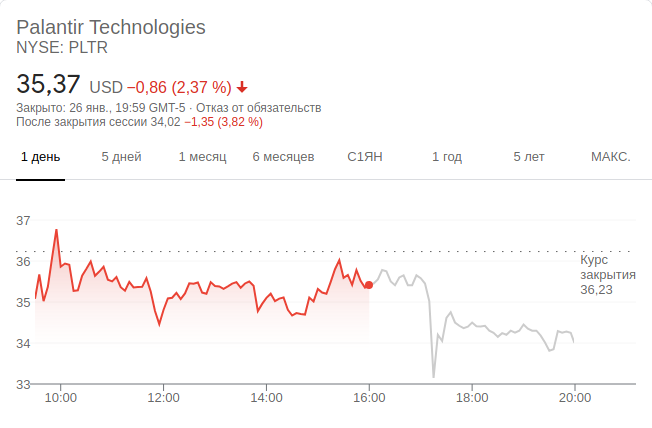 Palantir Technologies
NYSE: PLTR
35,37 USD −0,86 (2,37 %)
Закрыто: 26 янв., 19:59 GMT-5 · Отказ от обязательств
После закрытия сессии 34,02 −1,35 (3,82 %)
1 день 5 дней 1 месяц 6 месяцев С1ЯН 1 год 5 лет МАКС.
37
36
35
34
33
Курс
закрытия
36,23
10:00 12:00 14:00 16:00 18:00 20:00